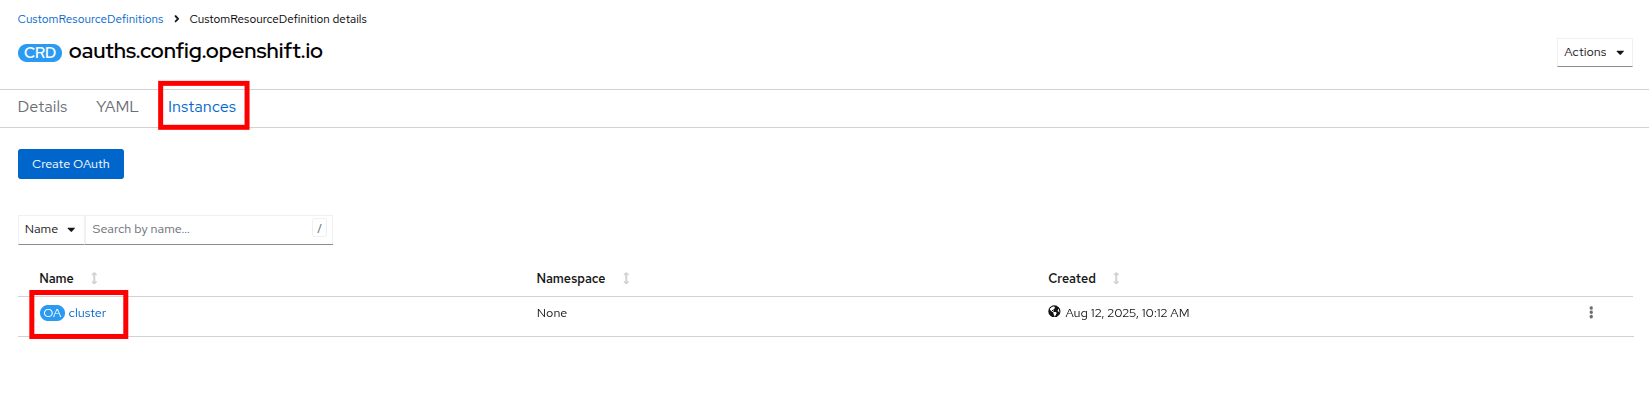 CustomResourceDefinitions > CustomResourceDefinition details
CRD oauths.config.openshift.io
Actions
Details YAML Instances
Create OAuth
Name Search by name... /
Name Namespace Created
OA cluster None Aug 12, 2025, 10:12 AM